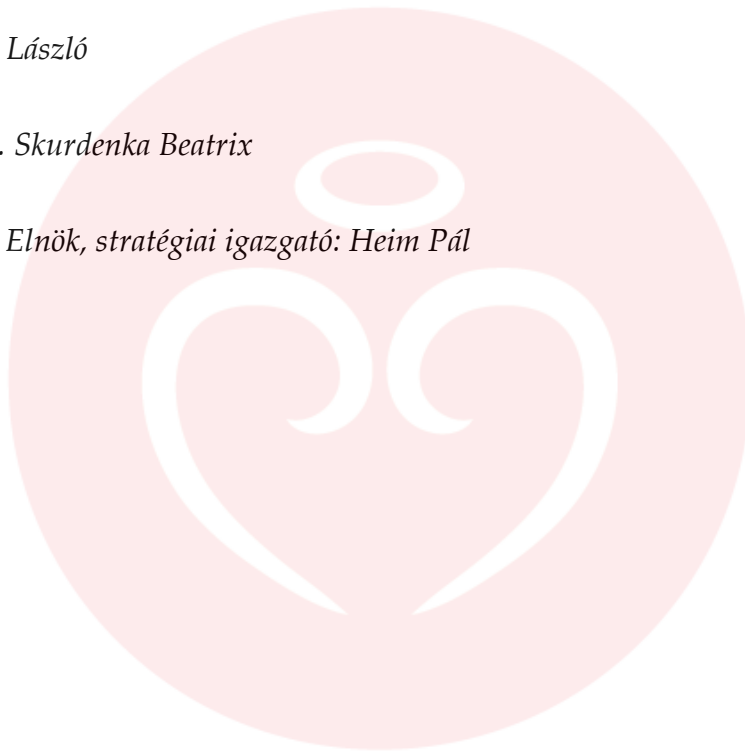 László
. Skurdenka Beatrix
Elnök, stratégiai igazgató: Heim Pál